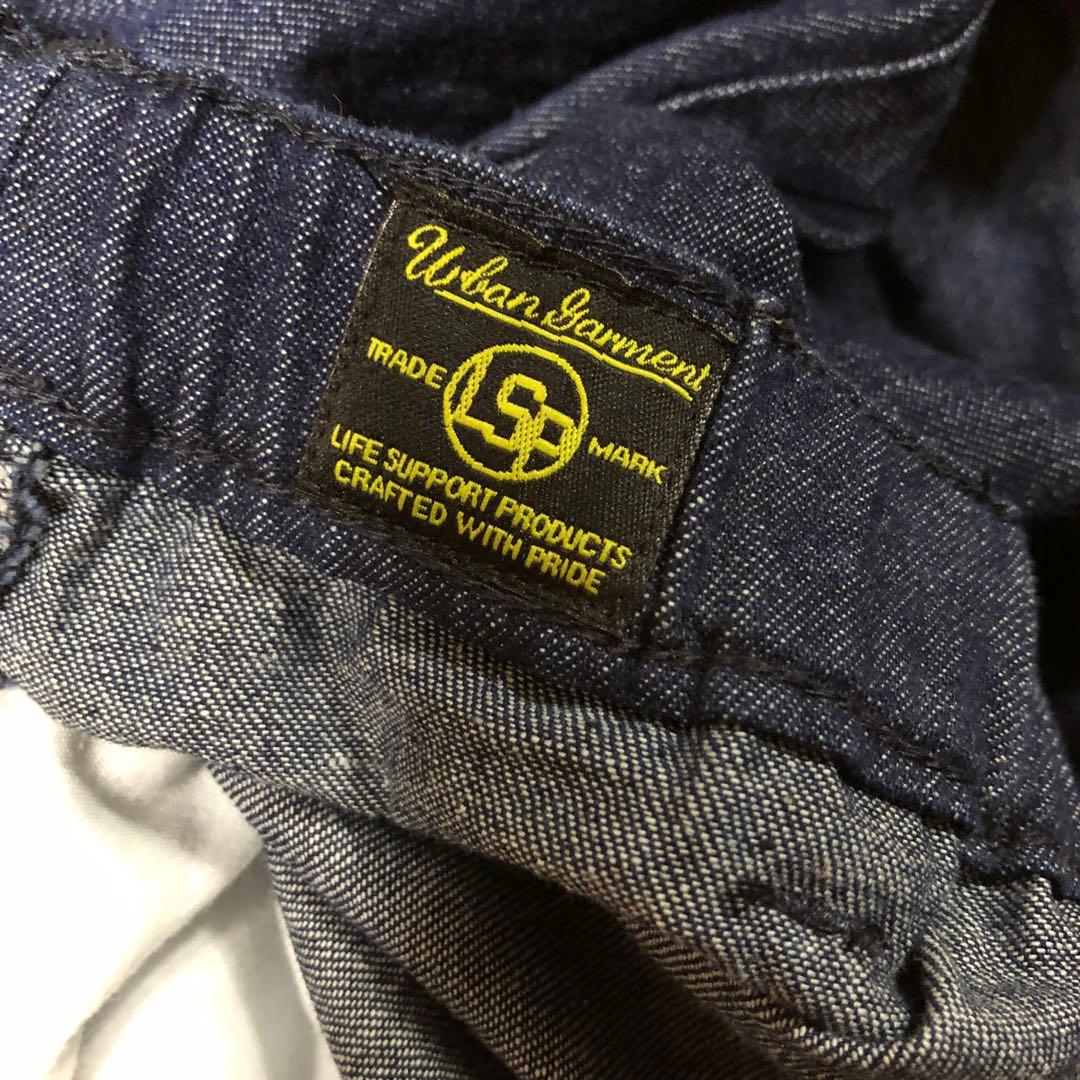 Urban Garment
TRADE LSP MARK
LIFE SUPPORT PRODUCTS
CRAFTED WITH PRIDE